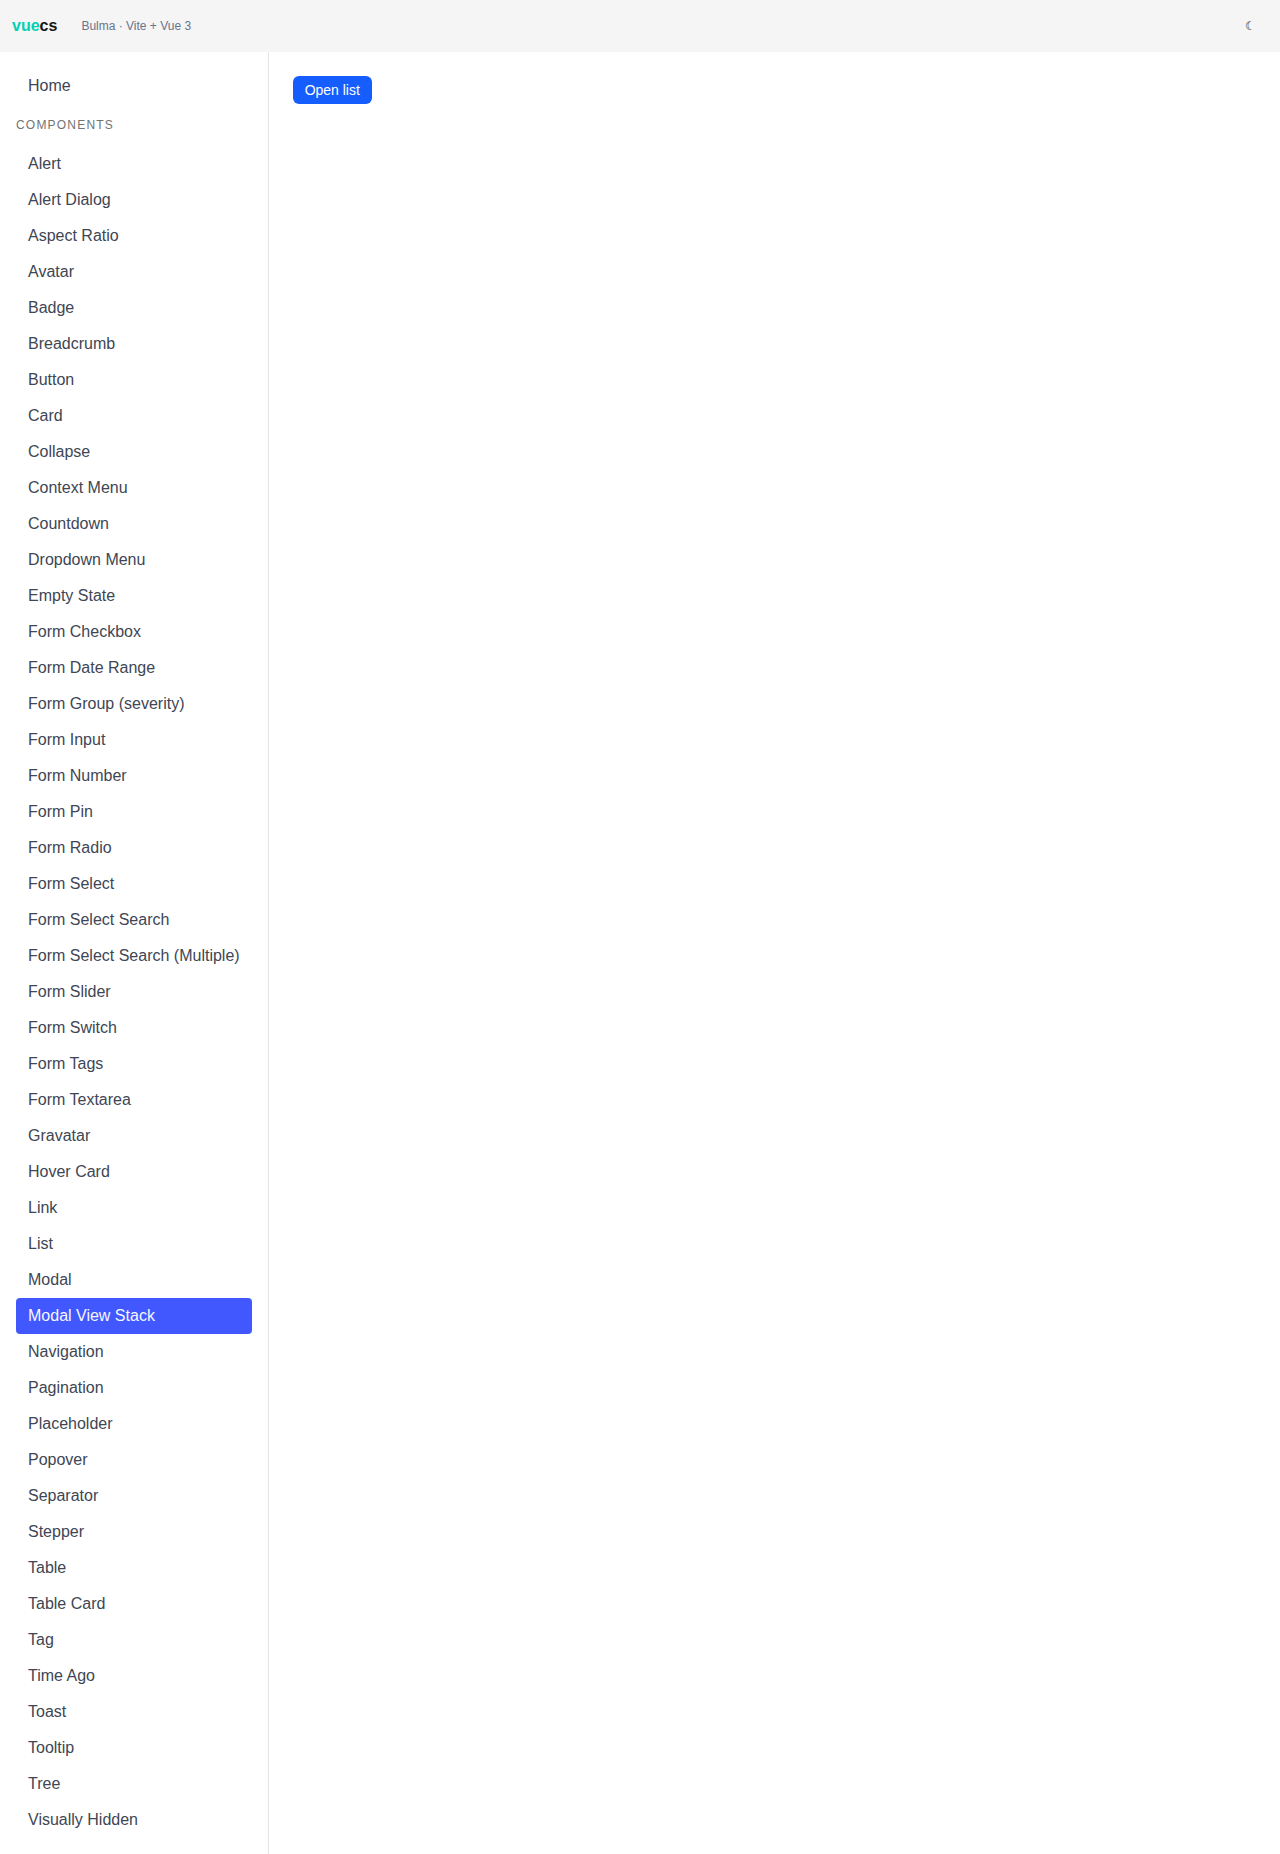 vuecs Bulma · Vite + Vue 3
Home
Open list
COMPONENTS
Alert
Alert Dialog
Aspect Ratio
Avatar
Badge
Breadcrumb
Button
Card
Collapse
Context Menu
Countdown
Dropdown Menu
Empty State
Form Checkbox
Form Date Range
Form Group (severity)
Form Input
Form Number
Form Pin
Form Radio
Form Select
Form Select Search
Form Select Search (Multiple)
Form Slider
Form Switch
Form Tags
Form Textarea
Gravatar
Hover Card
Link
List
Modal
Modal View Stack
Navigation
Pagination
Placeholder
Popover
Separator
Stepper
Table
Table Card
Tag
Time Ago
Toast
Tooltip
Tree
Visually Hidden